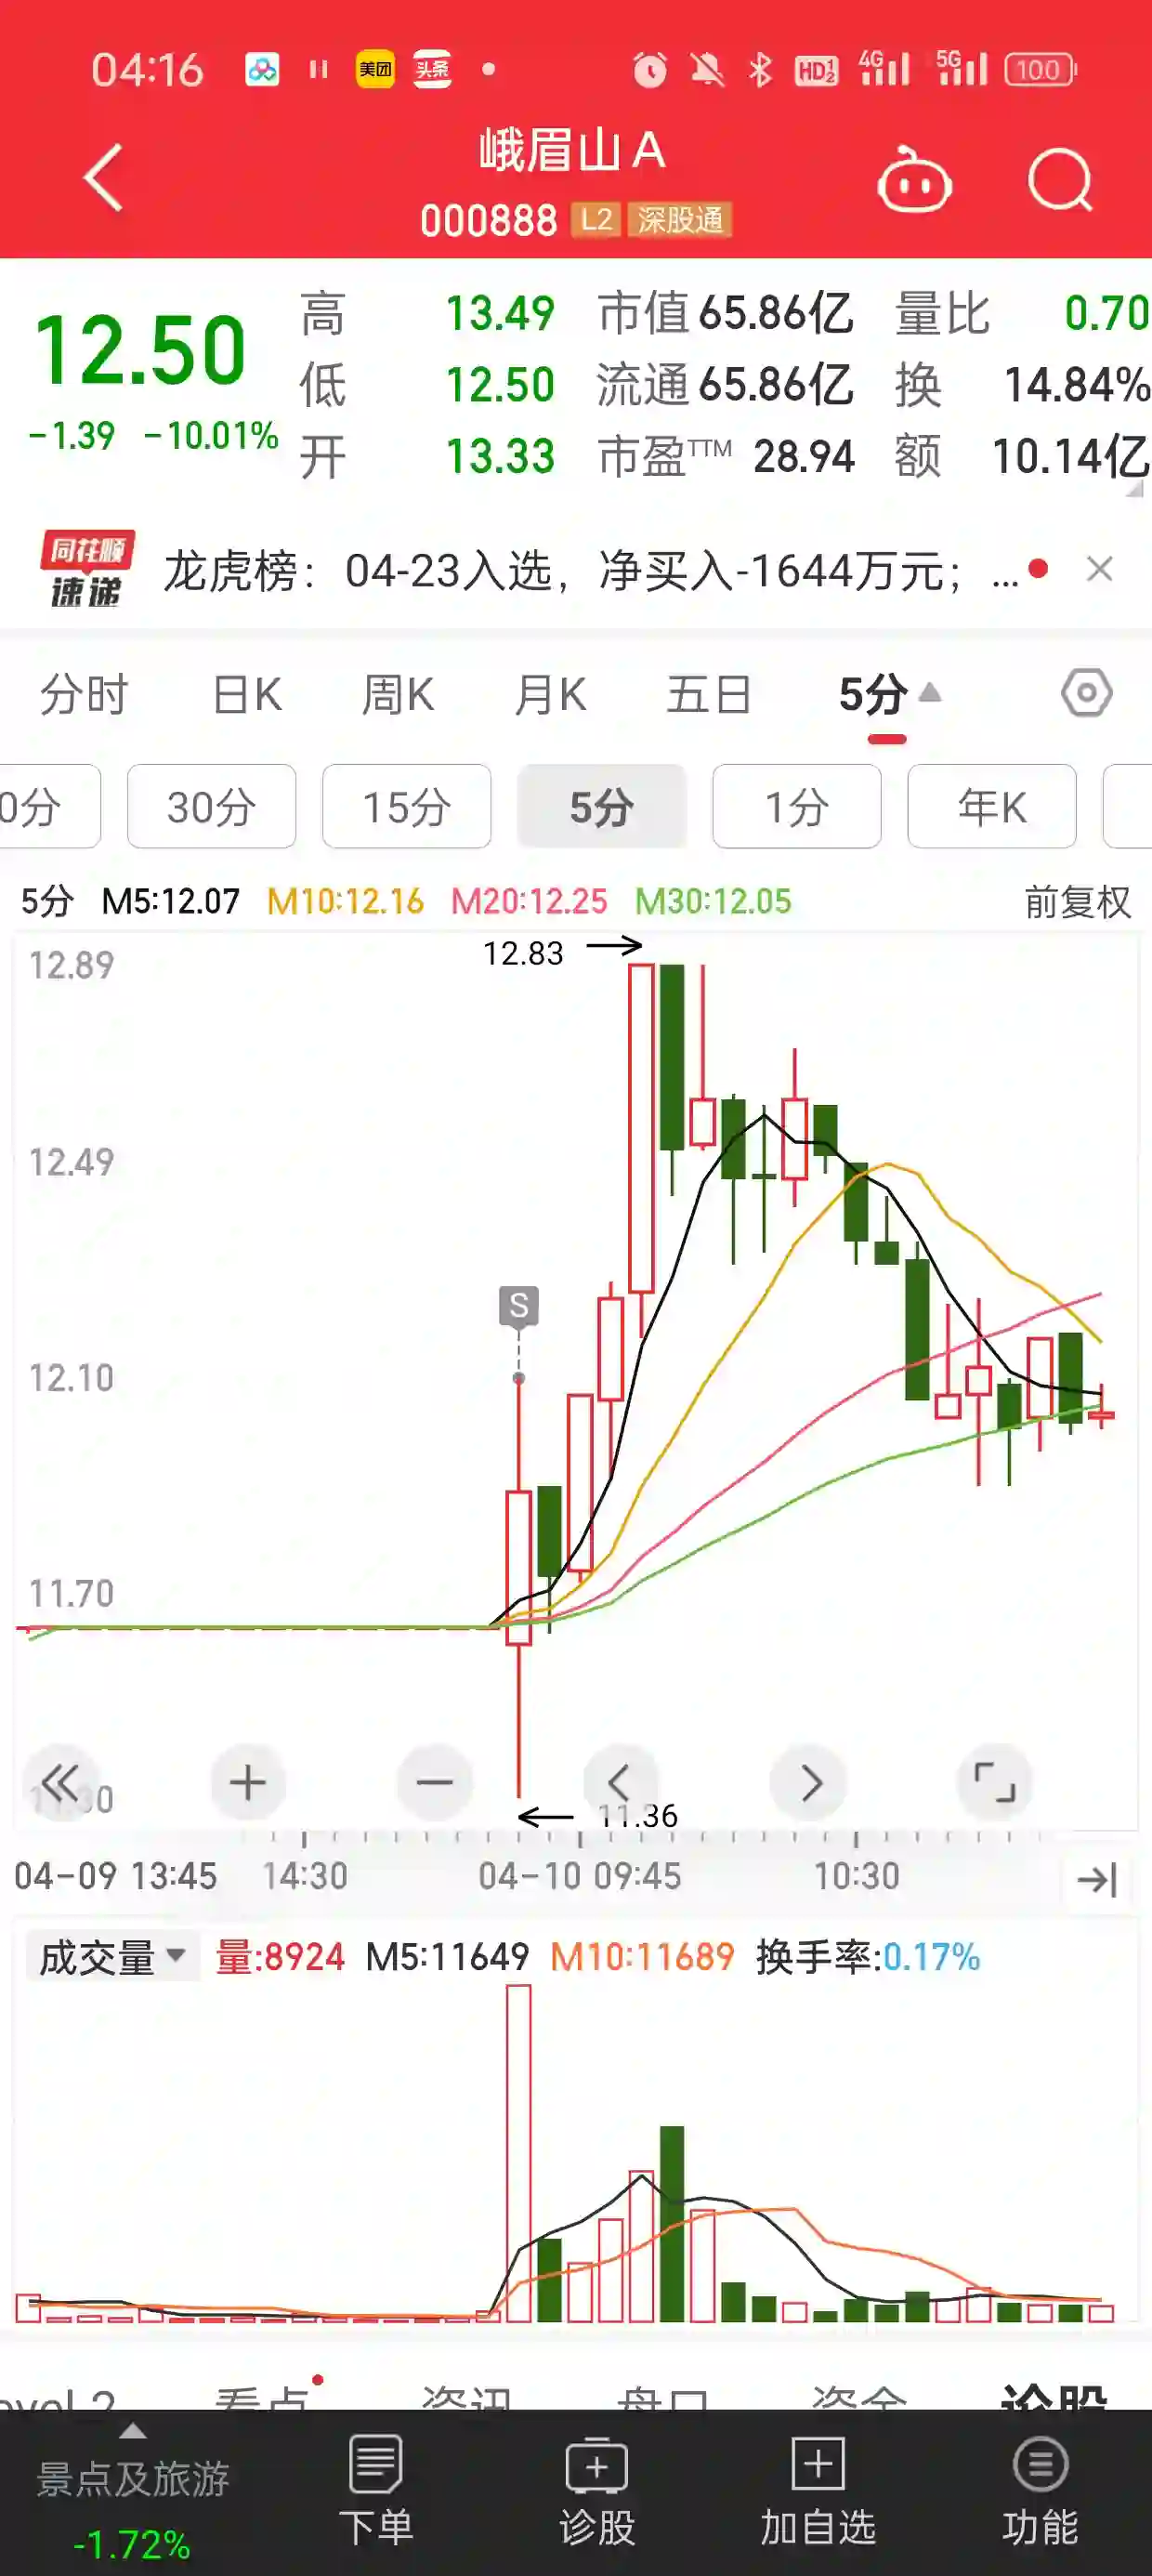 04:16 美团 头条 HD1 2 4G 5G 100
峨眉山A
000888 L2 深股通
12.50
-1.39 -10.01%
高 13.49 市值 65.86亿 量比 0.70
低 12.50 流通 65.86亿 换 14.84%
开 13.33 市盈TTM 28.94 额 10.14亿
同花顺
速递
龙虎榜：04-23入选，净买入-1644万元；...
分时 日K 周K 月K 五日 5分
0分 30分 15分 5分 1分 年K
5分 M5:12.07 M10:12.16 M20:12.25 M30:12.05 前复权
12.83
12.89
12.49
S
12.10
11.70
11.36
04-09 13:45 14:30 04-10 09:45 10:30
成交量 量:8924 M5:11649 M10:11689 换手率:0.17%
看点 资讯 盘口 资金 诊股
景点及旅游
-1.72%
下单 诊股 加自选 功能